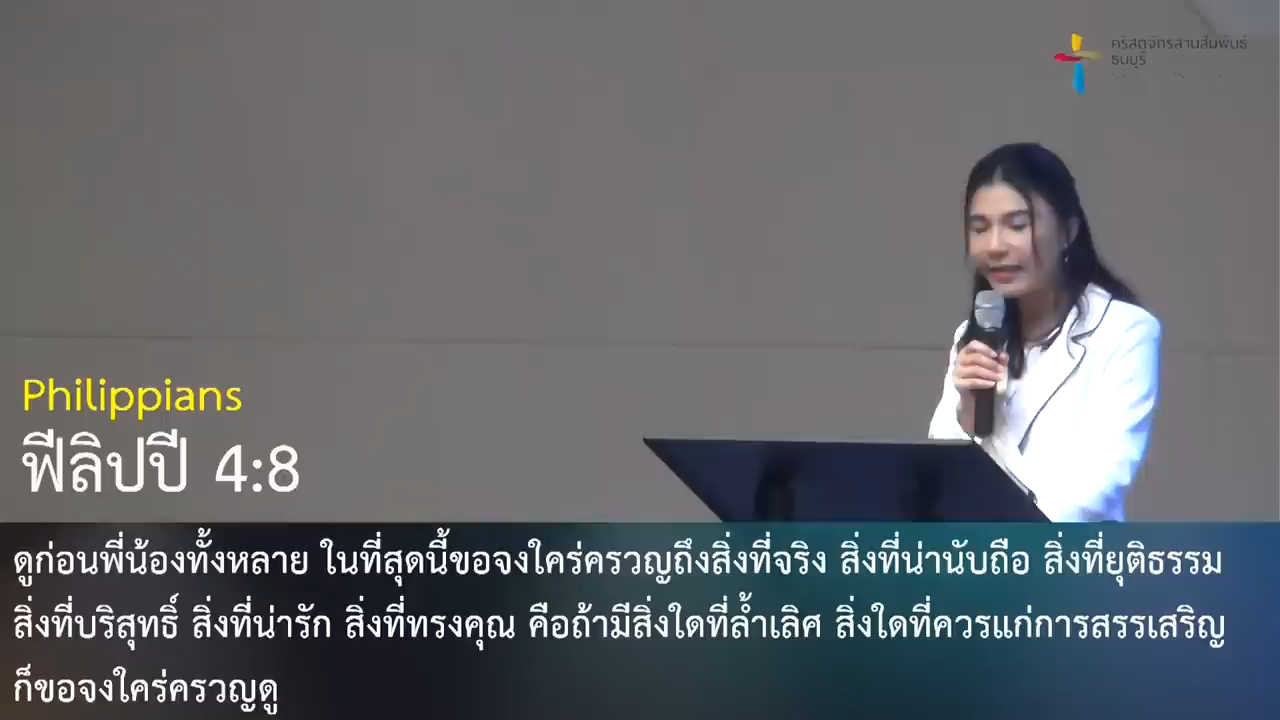 คริสตจักรสานสัมพันธ์
ธนบุรี
Philippians
ฟีลิปปี 4:8
ดูก่อนพี่น้องทั้งหลาย ในที่สุดนี้ขอจงใคร่ครวญถึงสิ่งที่จริง สิ่งที่น่านับถือ สิ่งที่ยุติธรรม
สิ่งที่บริสุทธิ์ สิ่งที่น่ารัก สิ่งที่ทรงคุณ คือถ้ามีสิ่งใดที่ล้ำเลิศ สิ่งใดที่ควรแก่การสรรเสริญ
ก็ขอจงใคร่ครวญดู